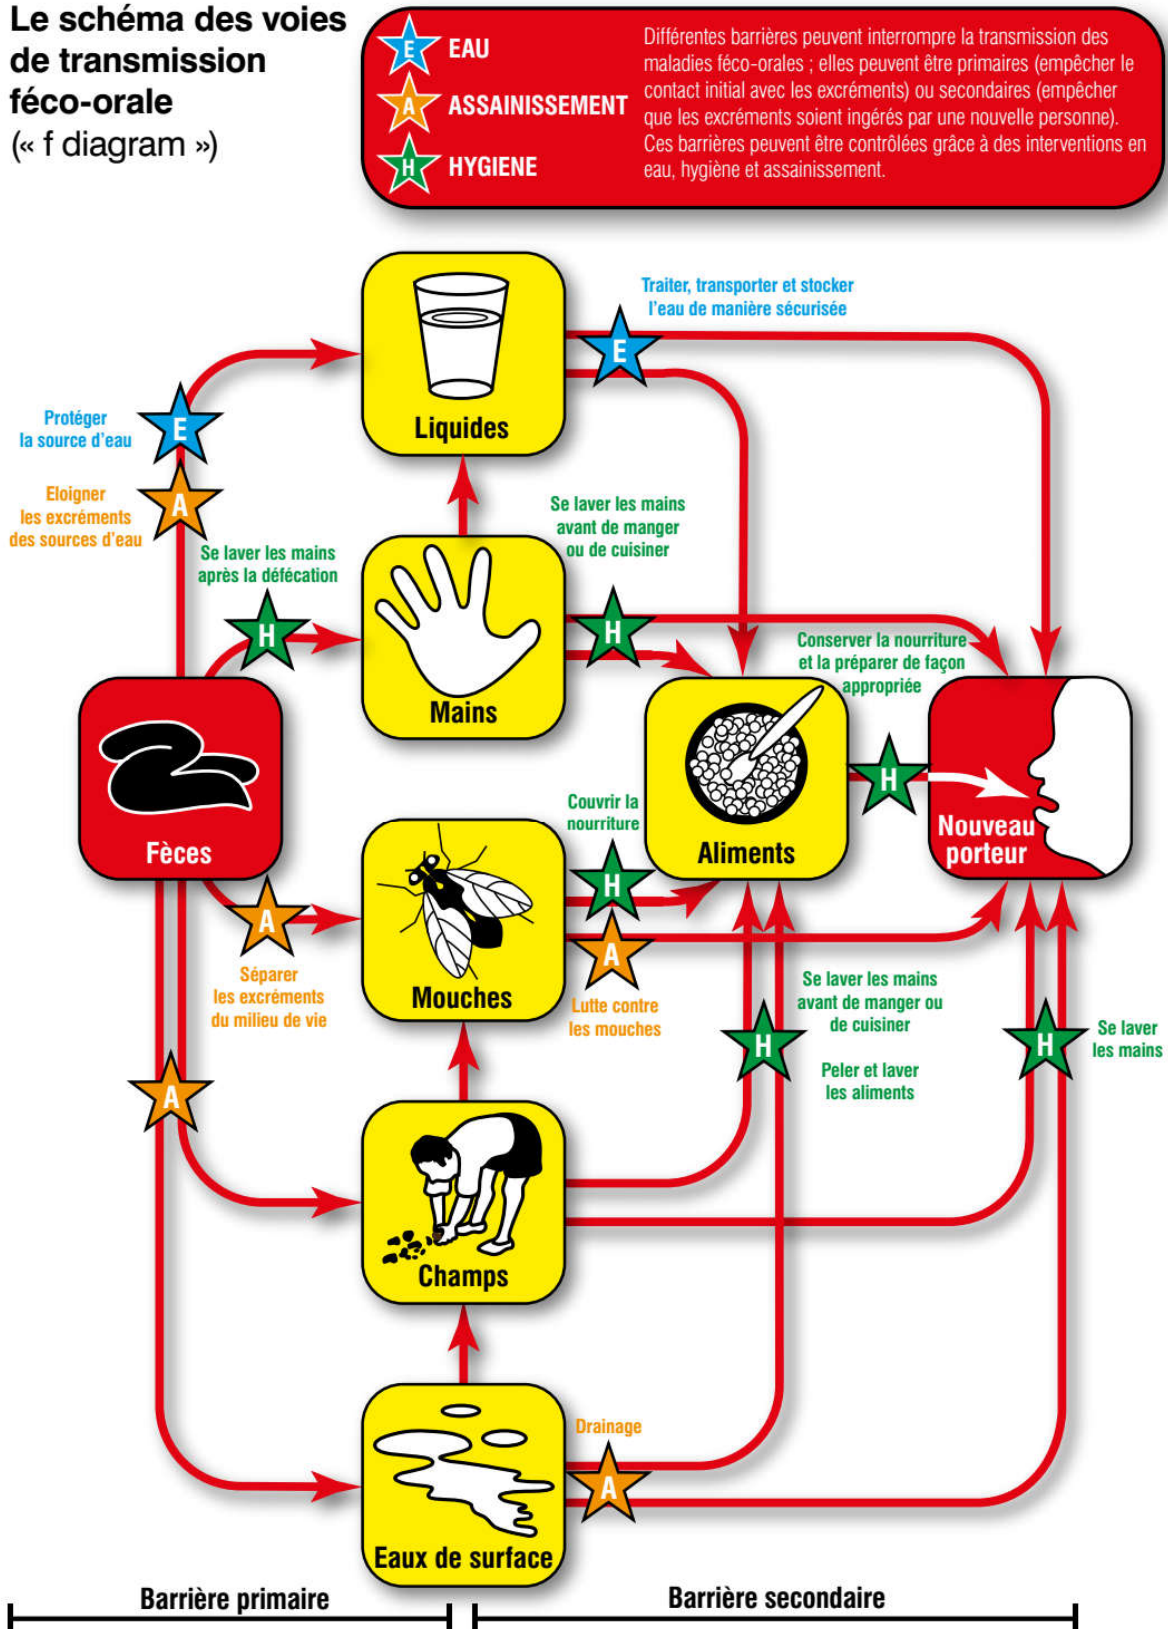 Le schéma des voies
de transmission
féco-orale
(« f diagram »)
E EAU
A ASSAINISSEMENT
H HYGIENE
Différentes barrières peuvent interrompre la transmission des
maladies féco-orales ; elles peuvent être primaires (empêcher le
contact initial avec les excréments) ou secondaires (empêcher
que les excréments soient ingérés par une nouvelle personne).
Ces barrières peuvent être contrôlées grâce à des interventions en
eau, hygiène et assainissement.
Traiter, transporter et stocker
l'eau de manière sécurisée
E
Liquides
Protéger
la source d'eau
E
Eloigner
les excréments
des sources d'eau
A
Se laver les mains
après la défécation
H
Se laver les mains
avant de manger
ou de cuisiner
H
Mains
Conserver la nourriture
et la préparer de façon
appropriée
H
Fèces
Aliments
Nouveau
porteur
Couvrir la
nourriture
H
A
Mouches
A
Séparer
les excréments
du milieu de vie
Lutte contre
les mouches
Se laver les mains
avant de manger ou
de cuisiner
H
Peler et laver
les aliments
H
Se laver
les mains
A
Champs
Drainage
A
Eaux de surface
Barrière primaire
Barrière secondaire